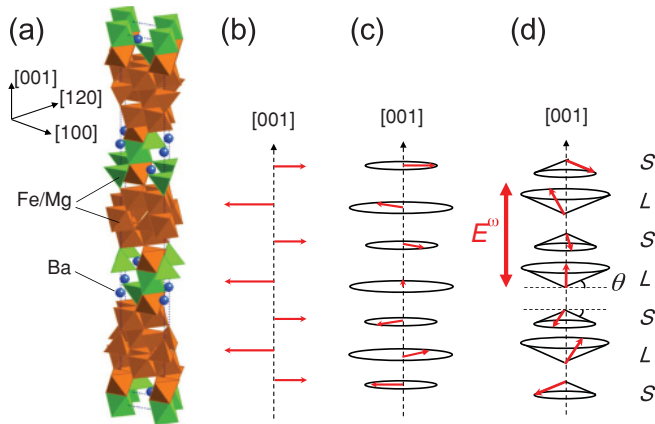 (a)
(b)
(c)
(d)
[001]
[120]
[100]
Fe/Mg
Ba
[001]
[001]
[001]
E^ω
θ
S
L
S
L
S
L
S